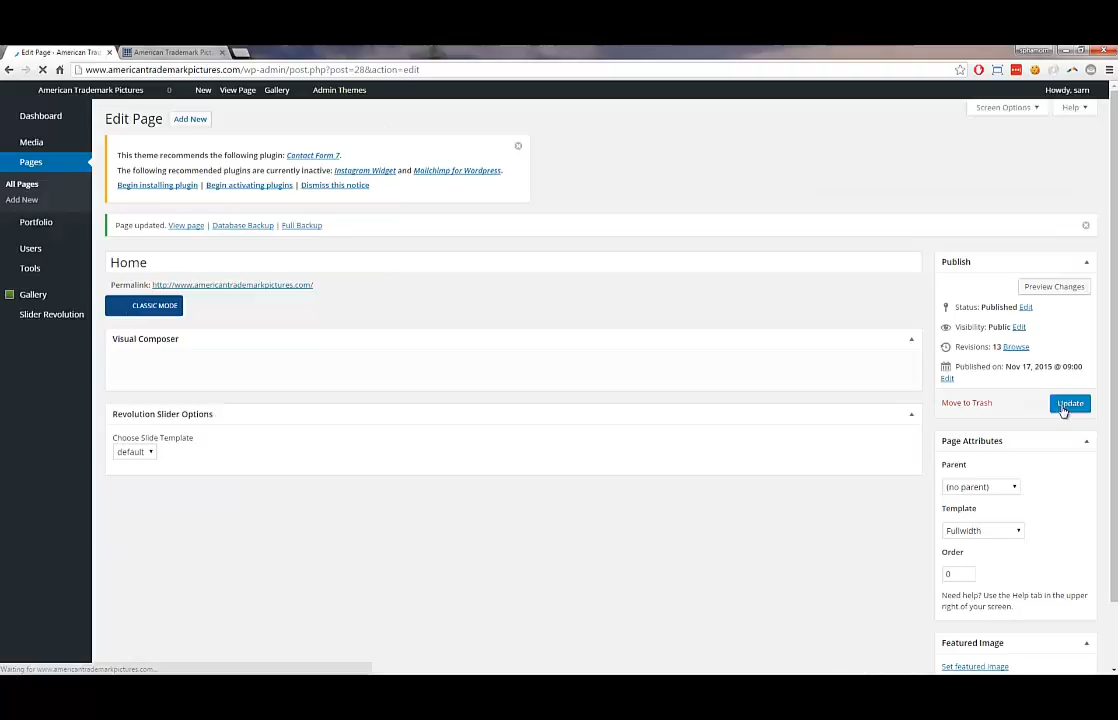 Edit Page · American Trad
American Trademark Pict
www.americantrademarkpictures.com/wp-admin/post.php?post=28&action=edit
American Trademark Pictures 0 New View Page Gallery Admin Themes Howdy, sarn
Dashboard
Media
Pages
All Pages
Add New
Portfolio
Users
Tools
Gallery
Slider Revolution
Edit Page Add New
Screen Options Help
This theme recommends the following plugin: Contact Form 7.
The following recommended plugins are currently inactive: Instagram Widget and Mailchimp for Wordpress.
Begin installing plugin | Begin activating plugins | Dismiss this notice
Page updated. View page | Database Backup | Full Backup
Home
Permalink: http://www.americantrademarkpictures.com/
CLASSIC MODE
Visual Composer
Revolution Slider Options
Choose Slide Template
default
Publish
Preview Changes
Status: Published Edit
Visibility: Public Edit
Revisions: 13 Browse
Published on: Nov 17, 2015 @ 09:00
Edit
Move to Trash Update
Page Attributes
Parent
(no parent)
Template
Fullwidth
Order
0
Need help? Use the Help tab in the upper
right of your screen.
Featured Image
Set featured image
Waiting for www.americantrademarkpictures.com...